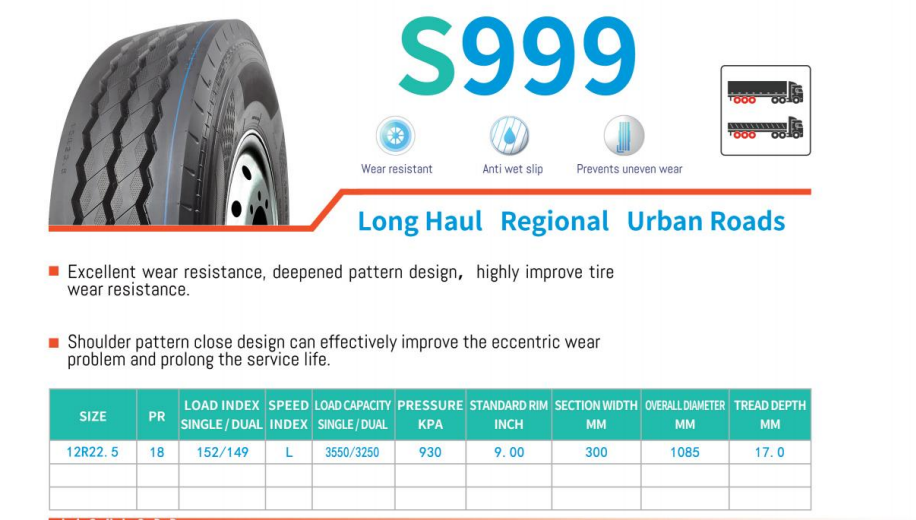 S999
Wear resistant
Anti wet slip
Prevents uneven wear
Long Haul Regional Urban Roads
Excellent wear resistance, deepened pattern design, highly improve tire
wear resistance.
Shoulder pattern close design can effectively improve the eccentric wear
problem and prolong the service life.
SIZE PR LOAD INDEX SINGLE / DUAL SPEED INDEX LOAD CAPACITY SINGLE / DUAL PRESSURE KPA STANDARD RIM INCH SECTION WIDTH MM OVERALL DIAMETER MM TREAD DEPTH MM
12R22.5 18 152/149 L 3550/3250 930 9.00 300 1085 17.0